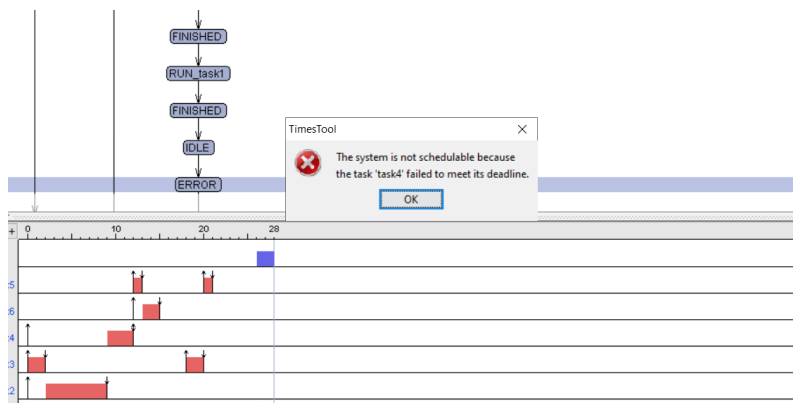 FINISHED
RUN_task1
FINISHED
IDLE
ERROR
TimesTool
The system is not schedulable because
the task 'task4' failed to meet its deadline.
OK
+ 0 10 20 28
:5
:6
:4
:3
:2